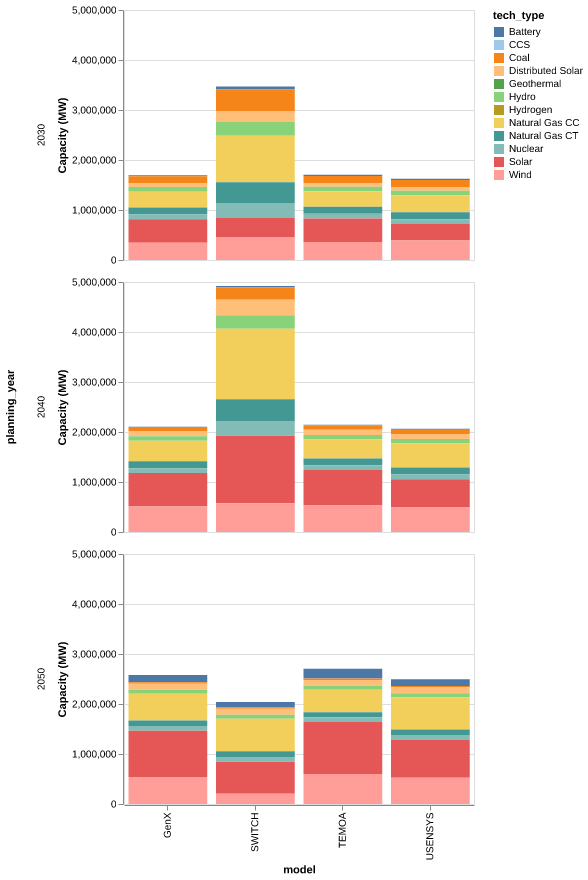 tech_type
Battery
CCS
Coal
Distributed Solar
Geothermal
Hydro
Hydrogen
Natural Gas CC
Natural Gas CT
Nuclear
Solar
Wind
planning_year
2030
Capacity (MW)
5,000,000
4,000,000
3,000,000
2,000,000
1,000,000
0
2040
Capacity (MW)
5,000,000
4,000,000
3,000,000
2,000,000
1,000,000
0
2050
Capacity (MW)
5,000,000
4,000,000
3,000,000
2,000,000
1,000,000
0
GenX
SWITCH
TEMOA
USENSYS
model